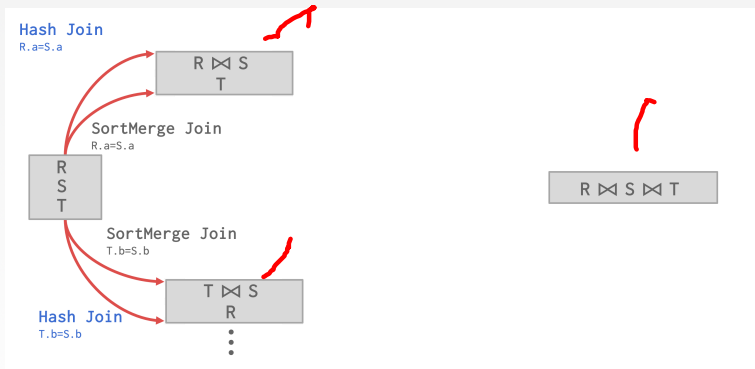 Hash Join
R.a=S.a
R ⋈ S
T
SortMerge Join
R.a=S.a
R
S
T
R ⋈ S ⋈ T
SortMerge Join
T.b=S.b
T ⋈ S
R
Hash Join
T.b=S.b